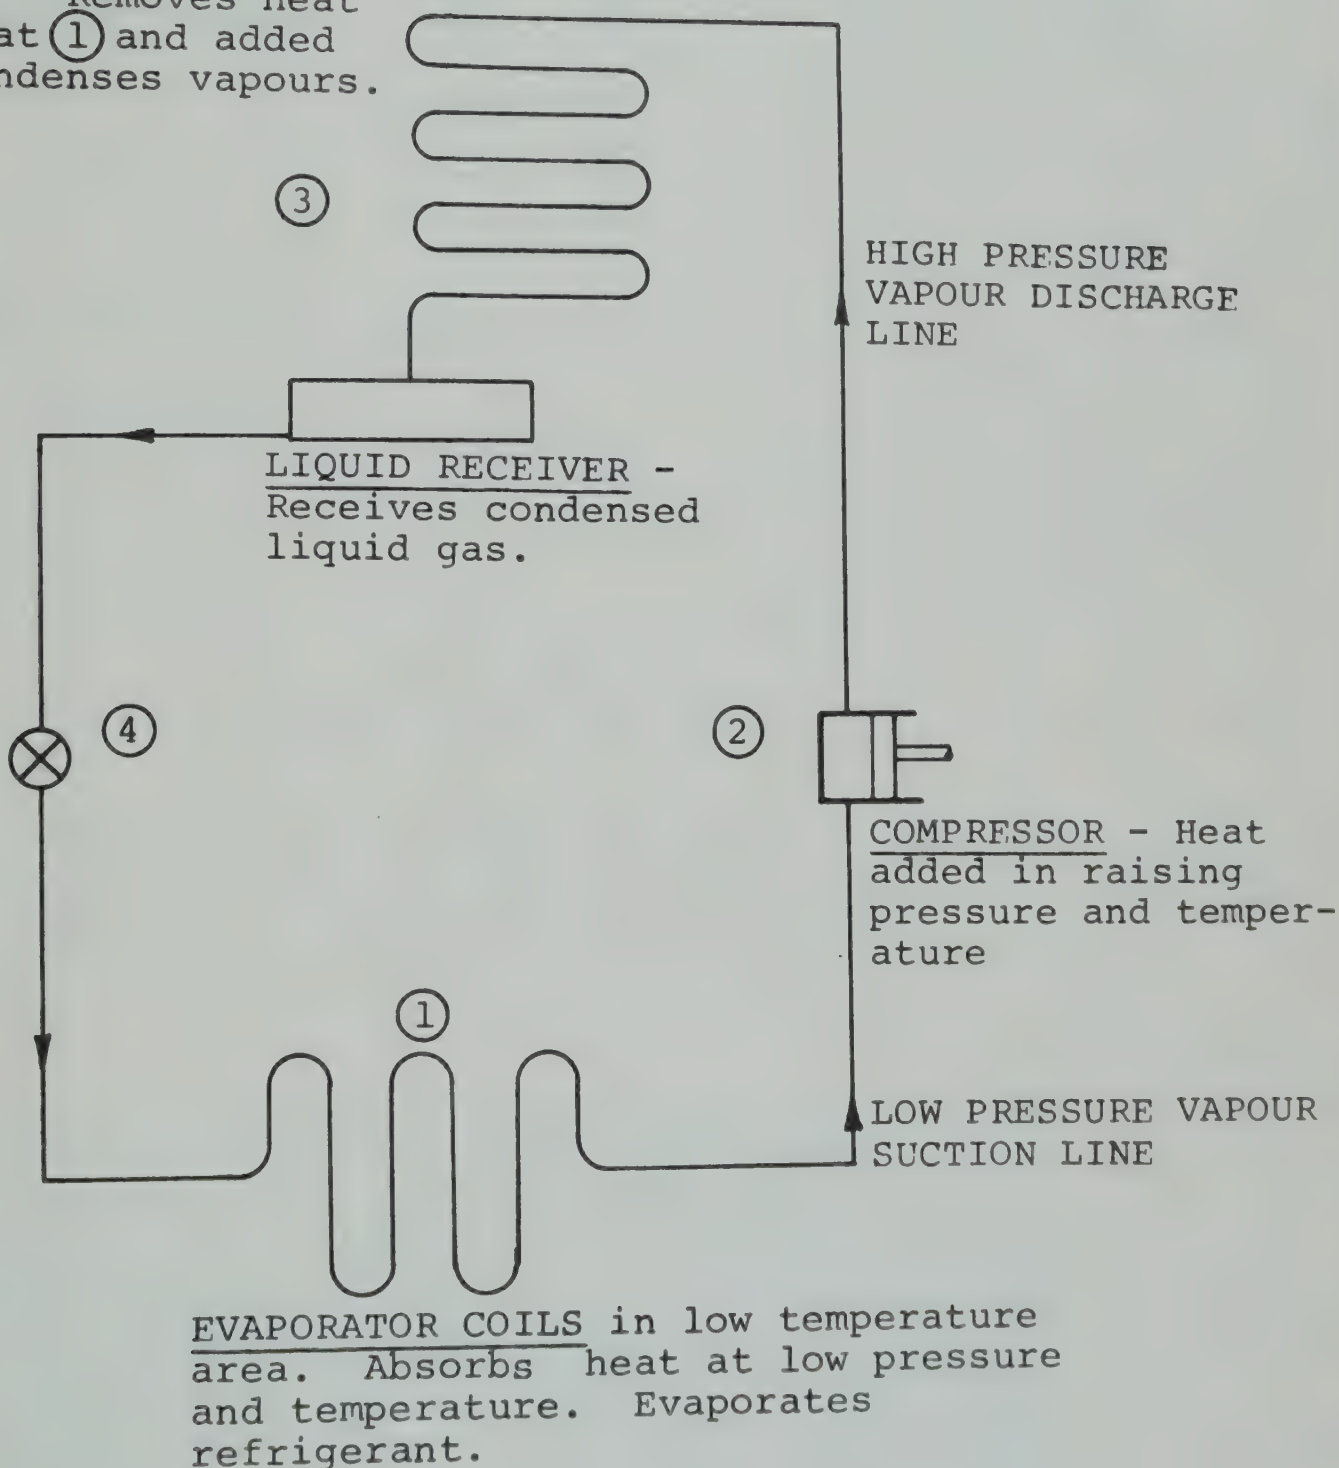 Removes heat
at ① and added
ndenses vapours.
③
HIGH PRESSURE
VAPOUR DISCHARGE
LINE
LIQUID RECEIVER -
Receives condensed
liquid gas.
④
②
COMPRESSOR - Heat
added in raising
pressure and temper-
ature
①
LOW PRESSURE VAPOUR
SUCTION LINE
EVAPORATOR COILS in low temperature
area. Absorbs heat at low pressure
and temperature. Evaporates
refrigerant.